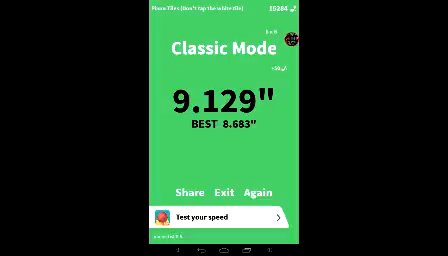 Piano Tiles (Don't tap the white tile) 15284
Classic Mode
9.129"
BEST 8.683"
Share Exit Again
Test your speed